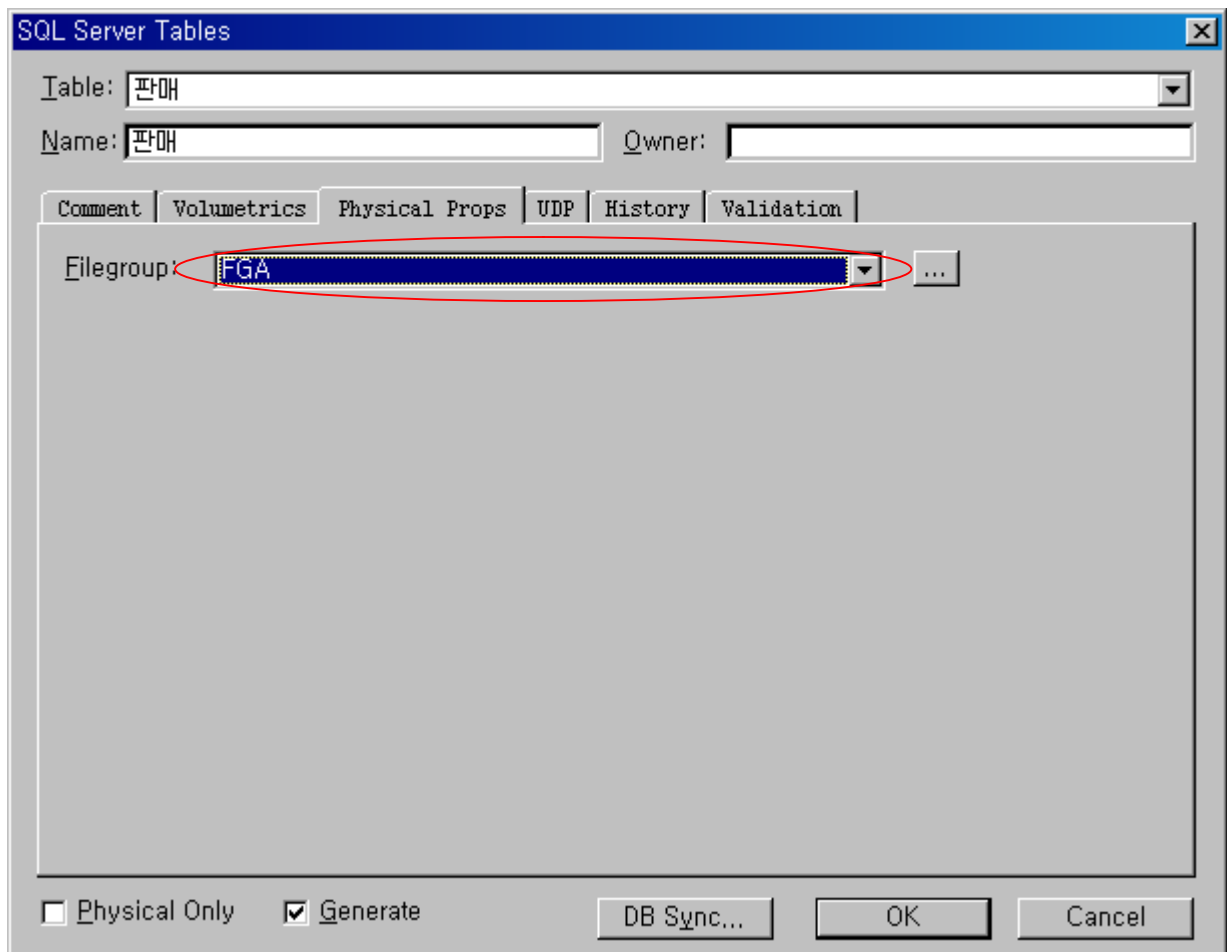 SQL Server Tables
Table: 판매
Name: 판매 Owner:
Comment Volumetrics Physical Props UDP History Validation
Filegroup: FGA ...
Physical Only Generate DB Sync... OK Cancel